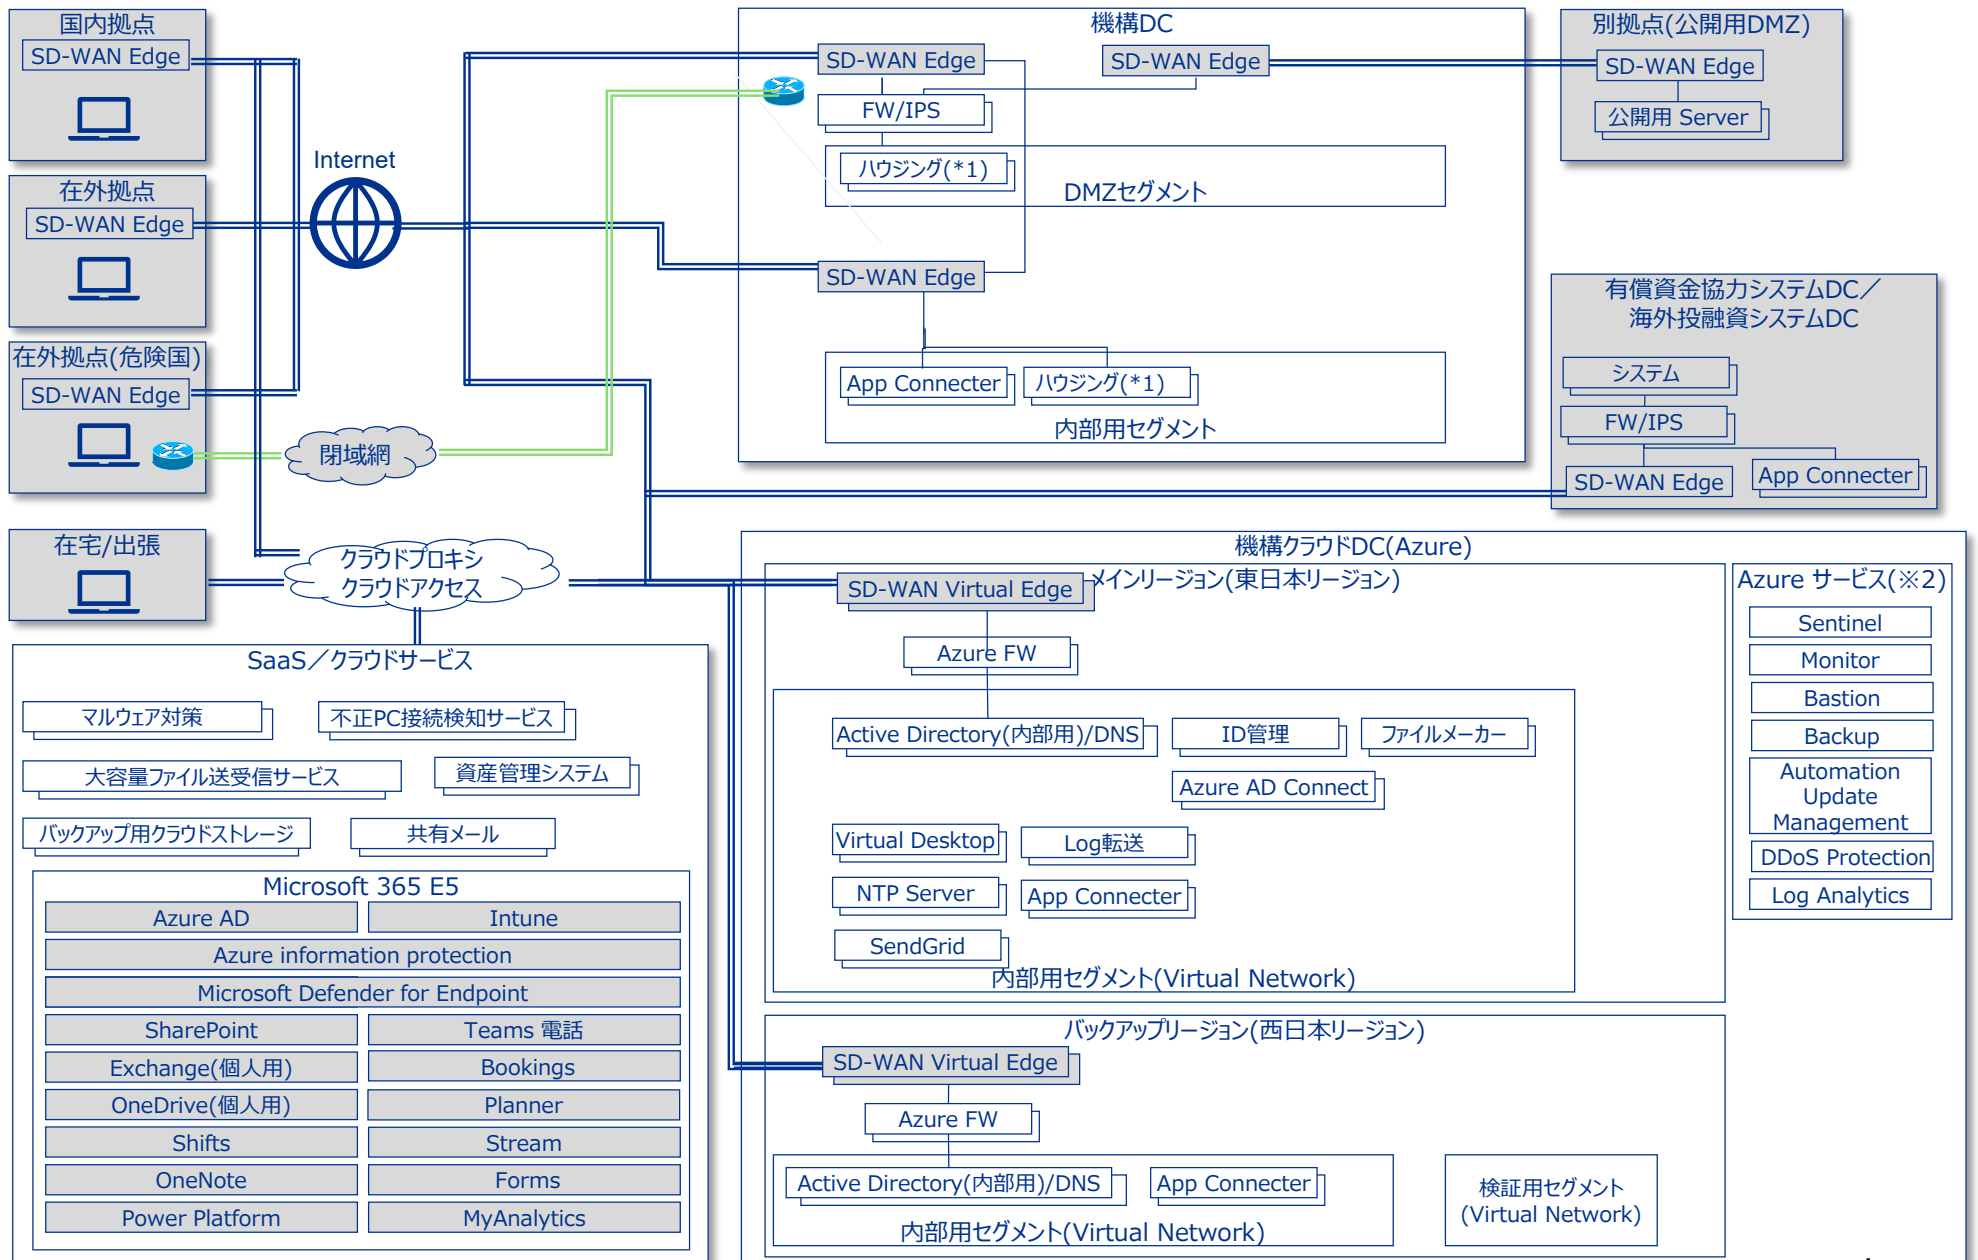 国内拠点
SD-WAN Edge
在外拠点
SD-WAN Edge
在外拠点(危険国)
SD-WAN Edge
在宅/出張
Internet
閉域網
クラウドプロキシ
クラウドアクセス
機構DC
SD-WAN Edge
SD-WAN Edge
FW/IPS
ハウジング(*1)
DMZセグメント
SD-WAN Edge
App Connecter
ハウジング(*1)
内部用セグメント
別拠点(公開用DMZ)
SD-WAN Edge
公開用 Server
有償資金協力システムDC／
海外投融資システムDC
システム
FW/IPS
SD-WAN Edge
App Connecter
SaaS／クラウドサービス
マルウェア対策
不正PC接続検知サービス
大容量ファイル送受信サービス
資産管理システム
バックアップ用クラウドストレージ
共有メール
Microsoft 365 E5
Azure AD
Intune
Azure information protection
Microsoft Defender for Endpoint
SharePoint
Teams 電話
Exchange(個人用)
Bookings
OneDrive(個人用)
Planner
Shifts
Stream
OneNote
Forms
Power Platform
MyAnalytics
機構クラウドDC(Azure)
メインリージョン(東日本リージョン)
SD-WAN Virtual Edge
Azure FW
Active Directory(内部用)/DNS
ID管理
ファイルメーカー
Azure AD Connect
Virtual Desktop
Log転送
NTP Server
App Connecter
SendGrid
内部用セグメント(Virtual Network)
Azure サービス(※2)
Sentinel
Monitor
Bastion
Backup
Automation
Update
Management
DDoS Protection
Log Analytics
バックアップリージョン(西日本リージョン)
SD-WAN Virtual Edge
Azure FW
Active Directory(内部用)/DNS
App Connecter
内部用セグメント(Virtual Network)
検証用セグメント
(Virtual Network)